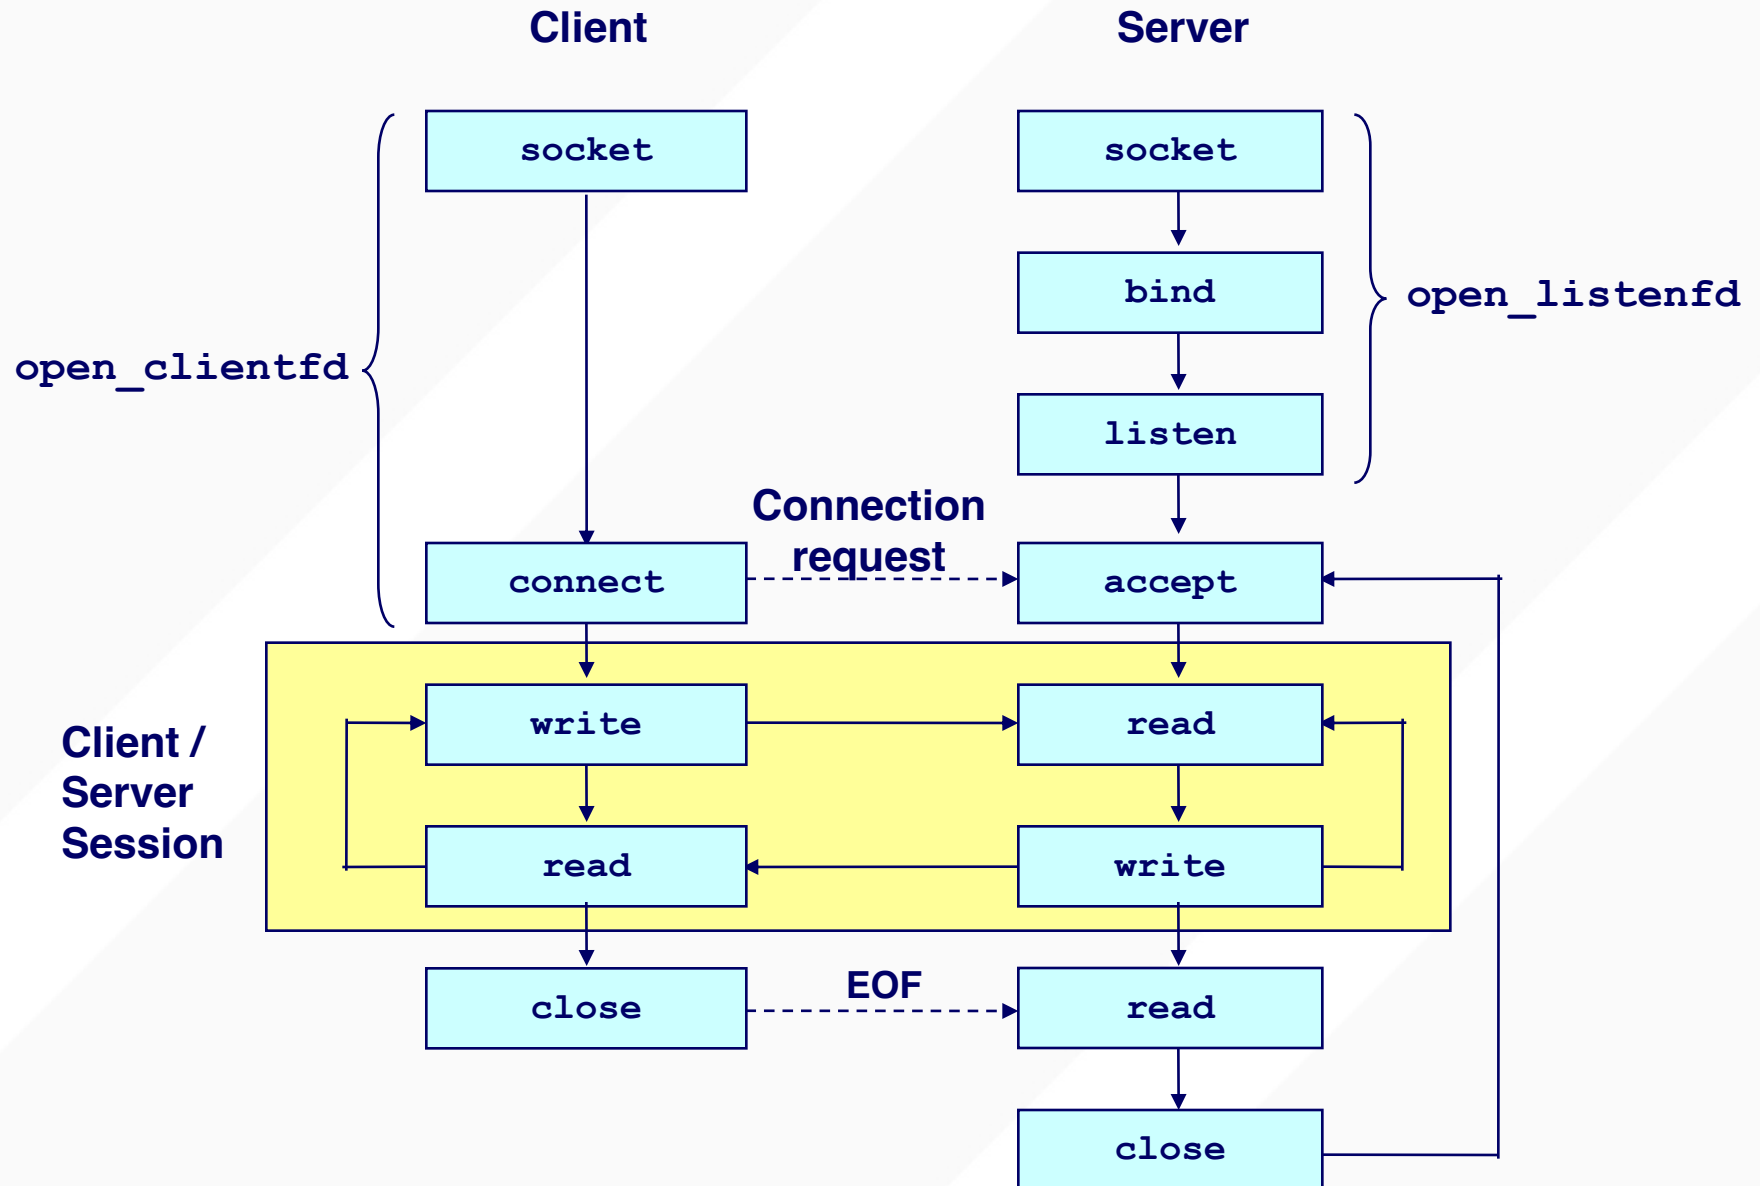 Client
Server
socket
socket
bind
open_listenfd
open_clientfd
listen
Connection
request
connect
accept
Client /
Server
Session
write
read
read
write
close
EOF
read
close